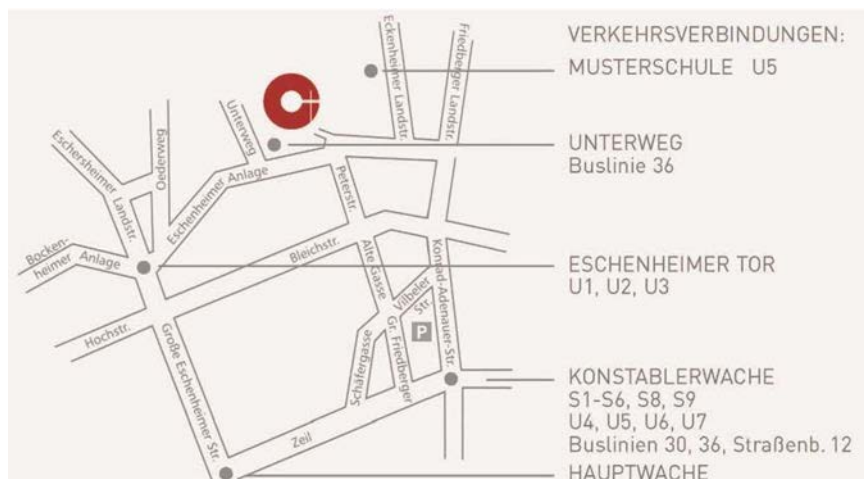 VERKEHRSVERBINDUNGEN:
MUSTERSCHULE U5
UNTERWEG
Buslinie 36
ESCHENHEIMER TOR
U1, U2, U3
KONSTABLERWACHE
S1-S6, S8, S9
U4, U5, U6, U7
Buslinien 30, 36, Straßenb. 12
HAUPTWACHE
Eckenheimer
Landstr.
Friedberger
Landstr.
Unterweg
Oederweg
Eschersheimer
Landstr.
Eschenheimer Anlage
Peterstr.
Bocken-
heimer Anlage
Bleichstr.
Alte Gasse
Konrad-Adenauer-Str.
Vilbeler
Str.
P
Hochstr.
Große Eschenheimer Str.
Schäfergasse
Gr. Friedberger
Zeil